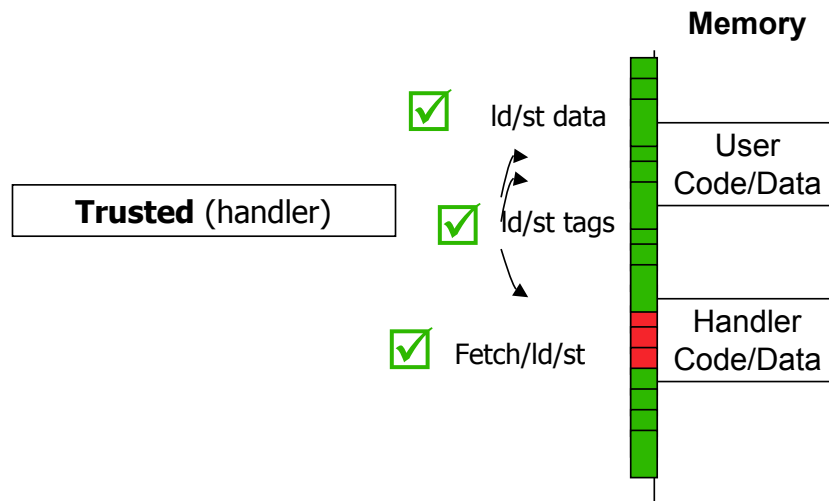 Memory
ld/st data
User
Code/Data
Trusted (handler)
ld/st tags
Handler
Code/Data
Fetch/ld/st